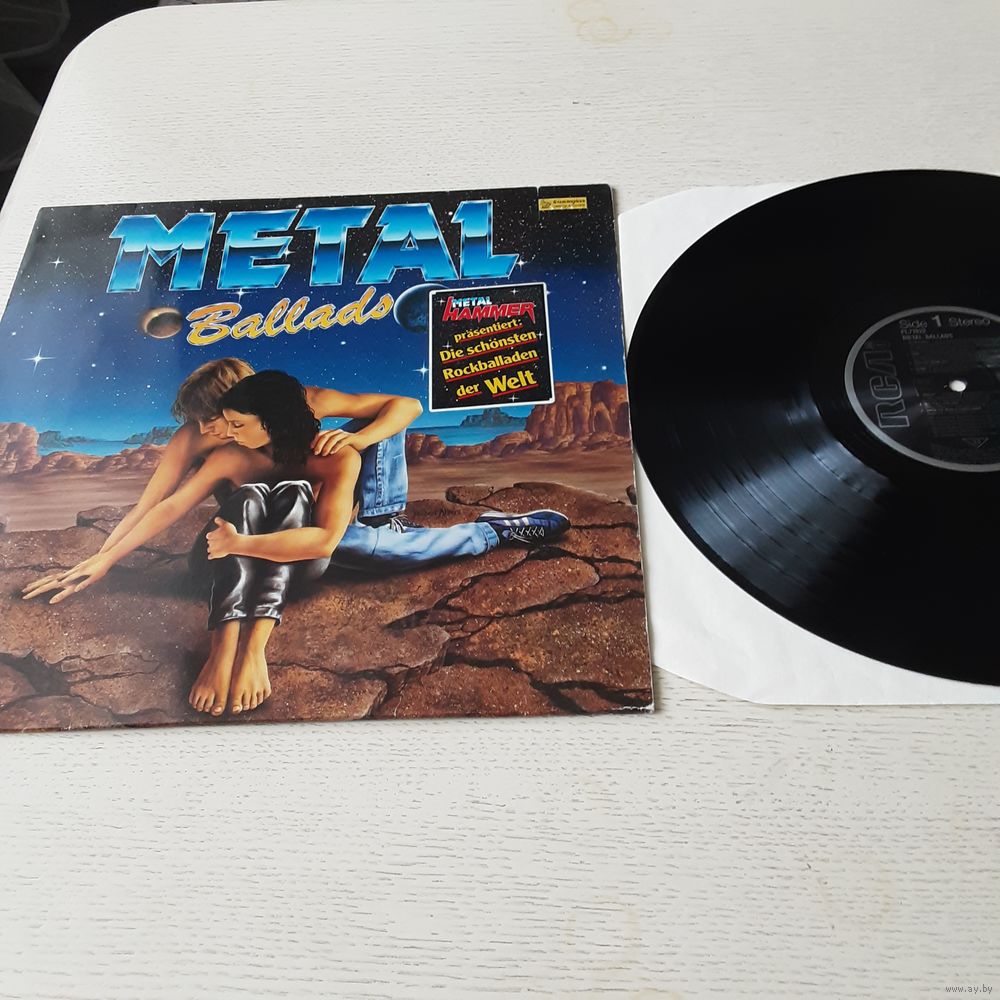 METAL
Ballads
METAL
HAMMER
präsentiert:
Die schönsten
Rockballaden
der Welt
Side 1 Stereo
METAL BALLADS
RCA
www.ay.by